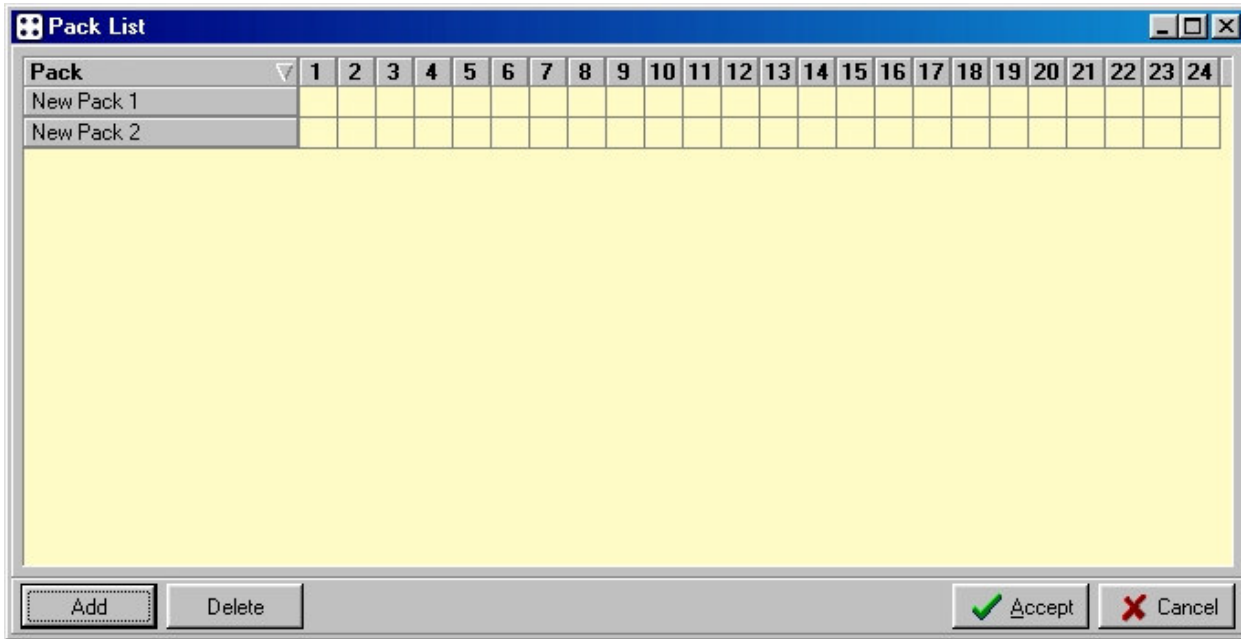 Pack List
Pack 1 2 3 4 5 6 7 8 9 10 11 12 13 14 15 16 17 18 19 20 21 22 23 24
New Pack 1
New Pack 2
Add Delete Accept Cancel